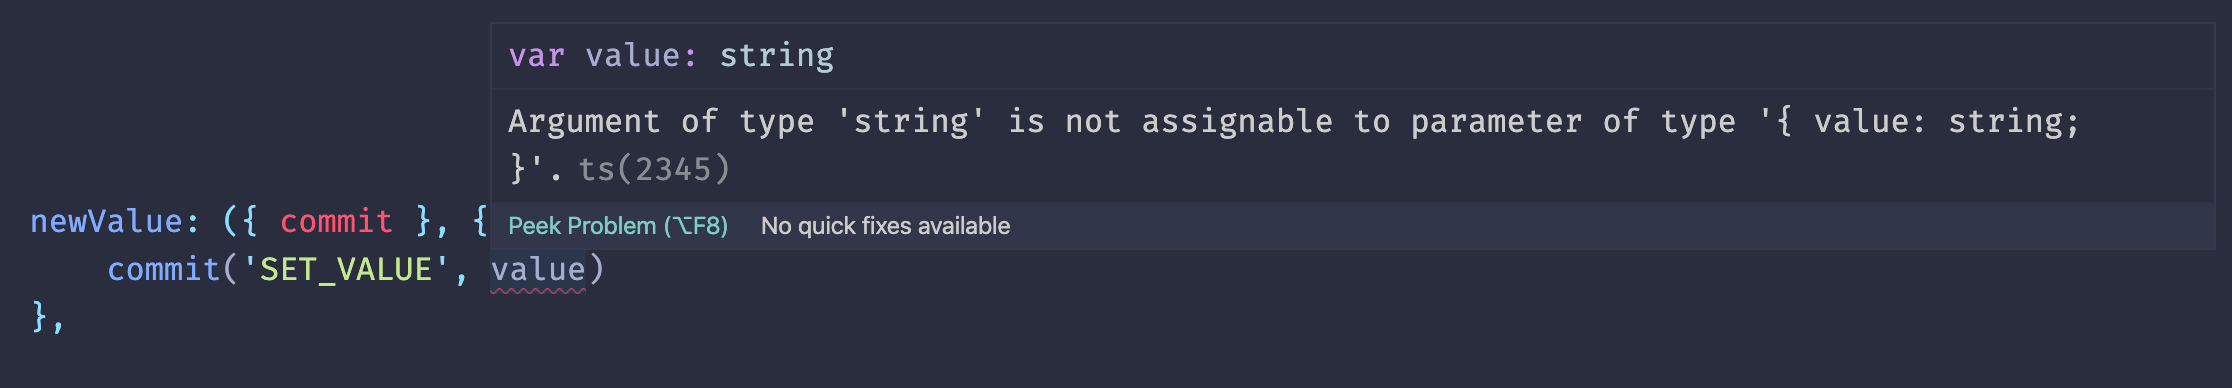 var value: string
Argument of type 'string' is not assignable to parameter of type '{ value: string;
}'. ts(2345)
Peek Problem (⌥F8) No quick fixes available
newValue: ({ commit }, {
commit('SET_VALUE', value)
},